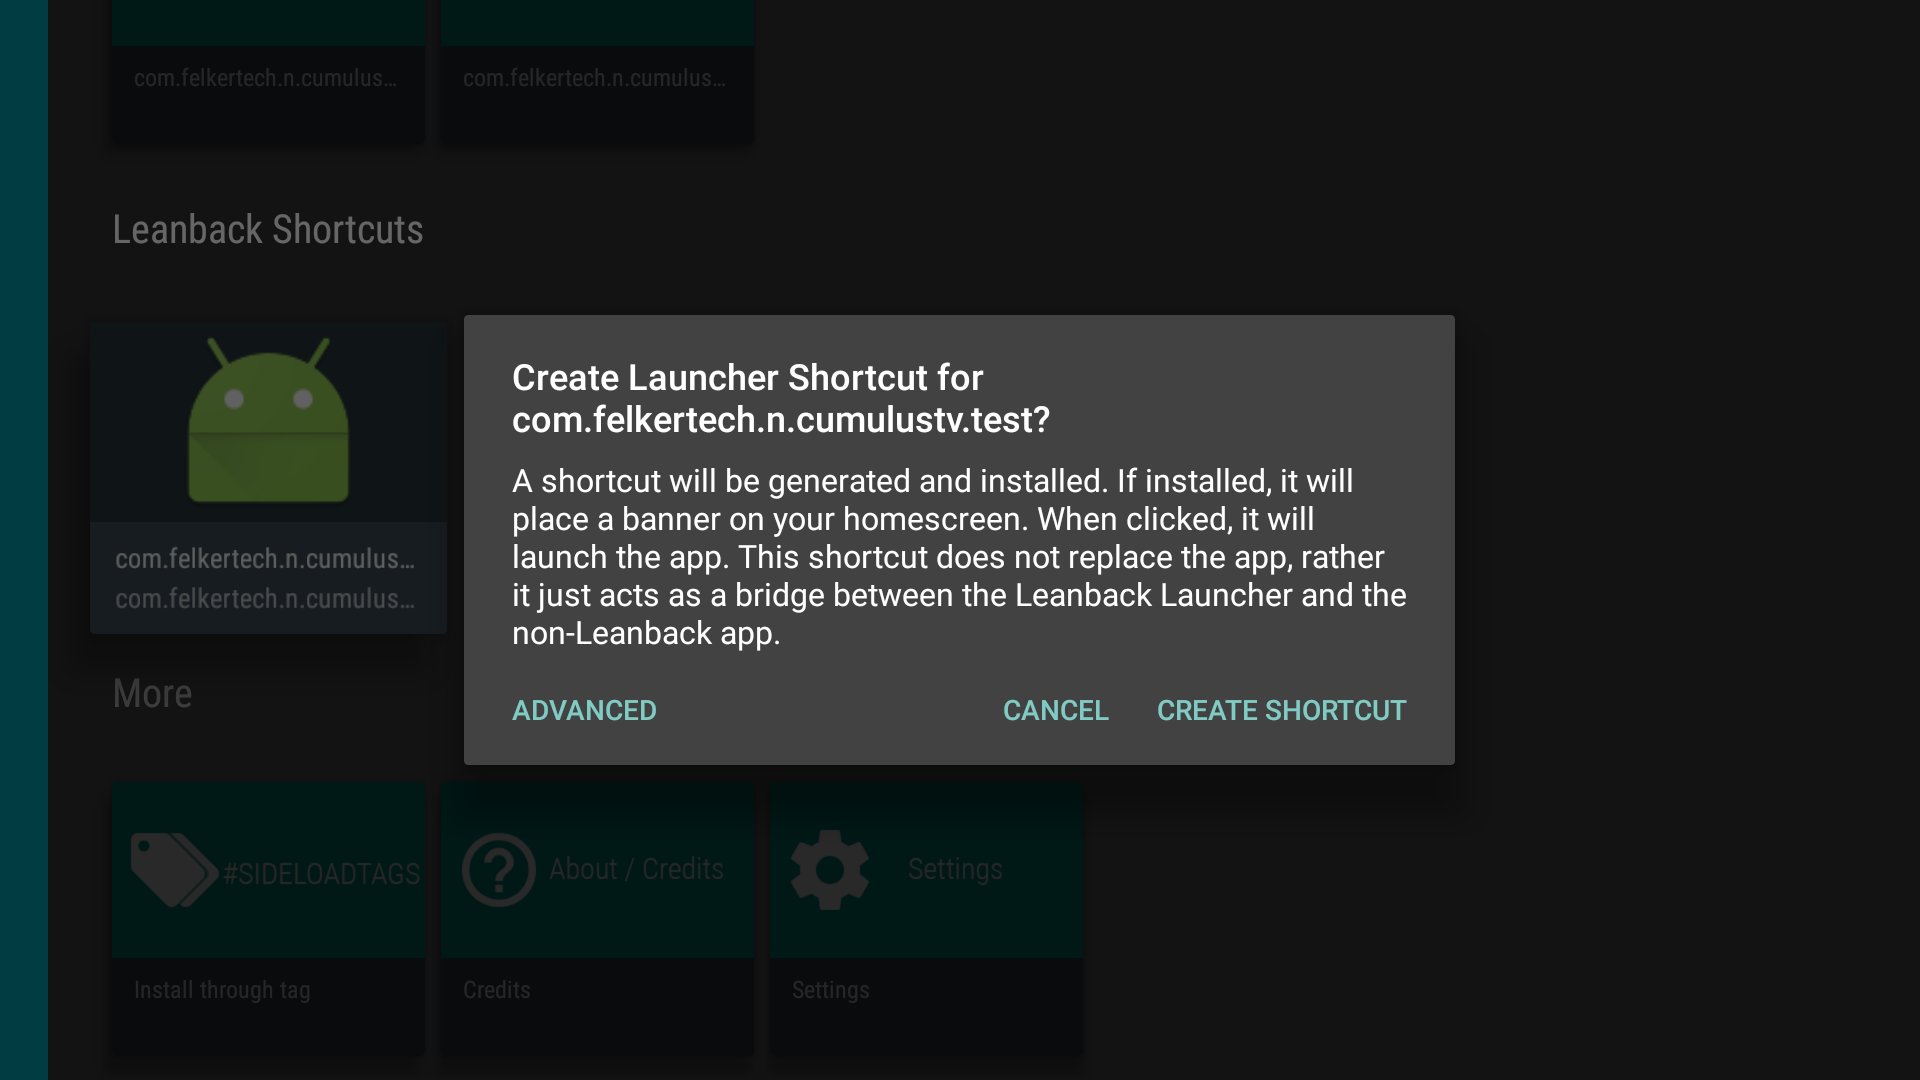 com.felkertech.n.cumulus...
com.felkertech.n.cumulus...
Leanback Shortcuts
com.felkertech.n.cumulus...
com.felkertech.n.cumulus...
Create Launcher Shortcut for
com.felkertech.n.cumulustv.test?
A shortcut will be generated and installed. If installed, it will
place a banner on your homescreen. When clicked, it will
launch the app. This shortcut does not replace the app, rather
it just acts as a bridge between the Leanback Launcher and the
non-Leanback app.
ADVANCED
CANCEL
CREATE SHORTCUT
More
#SIDELOADTAGS
Install through tag
About / Credits
Credits
Settings
Settings